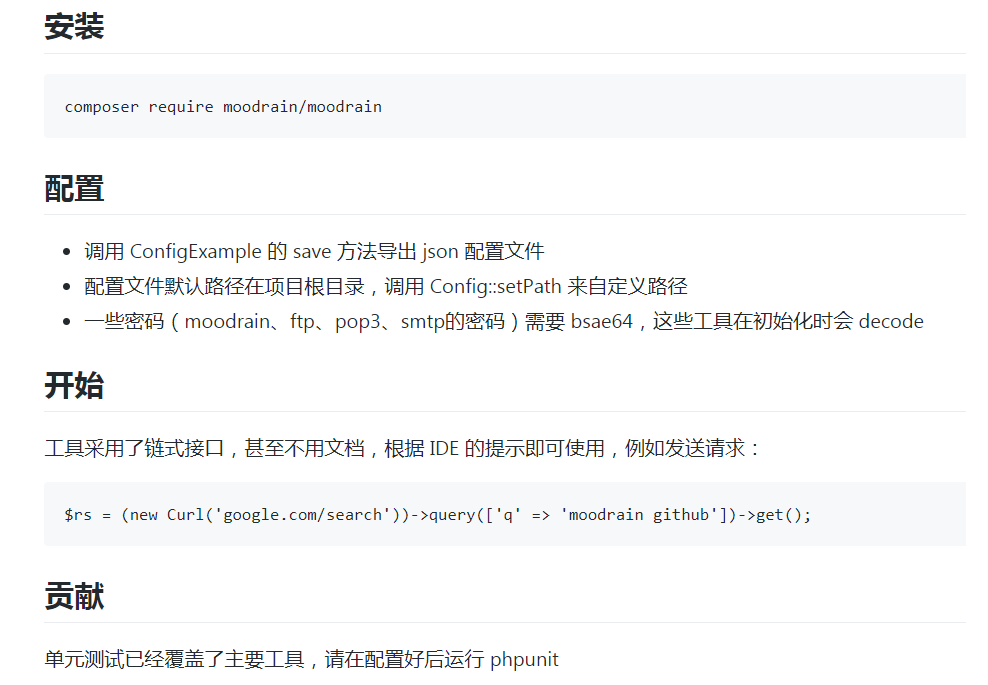 安装
composer require moodrain/moodrain
配置
调用 ConfigExample 的 save 方法导出 json 配置文件
配置文件默认路径在项目根目录，调用 Config::setPath 来自定义路径
一些密码（moodrain、ftp、pop3、smtp的密码）需要 bsae64，这些工具在初始化时会 decode
开始
工具采用了链式接口，甚至不用文档，根据 IDE 的提示即可使用，例如发送请求：
$rs = (new Curl('google.com/search'))->query(['q' => 'moodrain github'])->get();
贡献
单元测试已经覆盖了主要工具，请在配置好后运行 phpunit